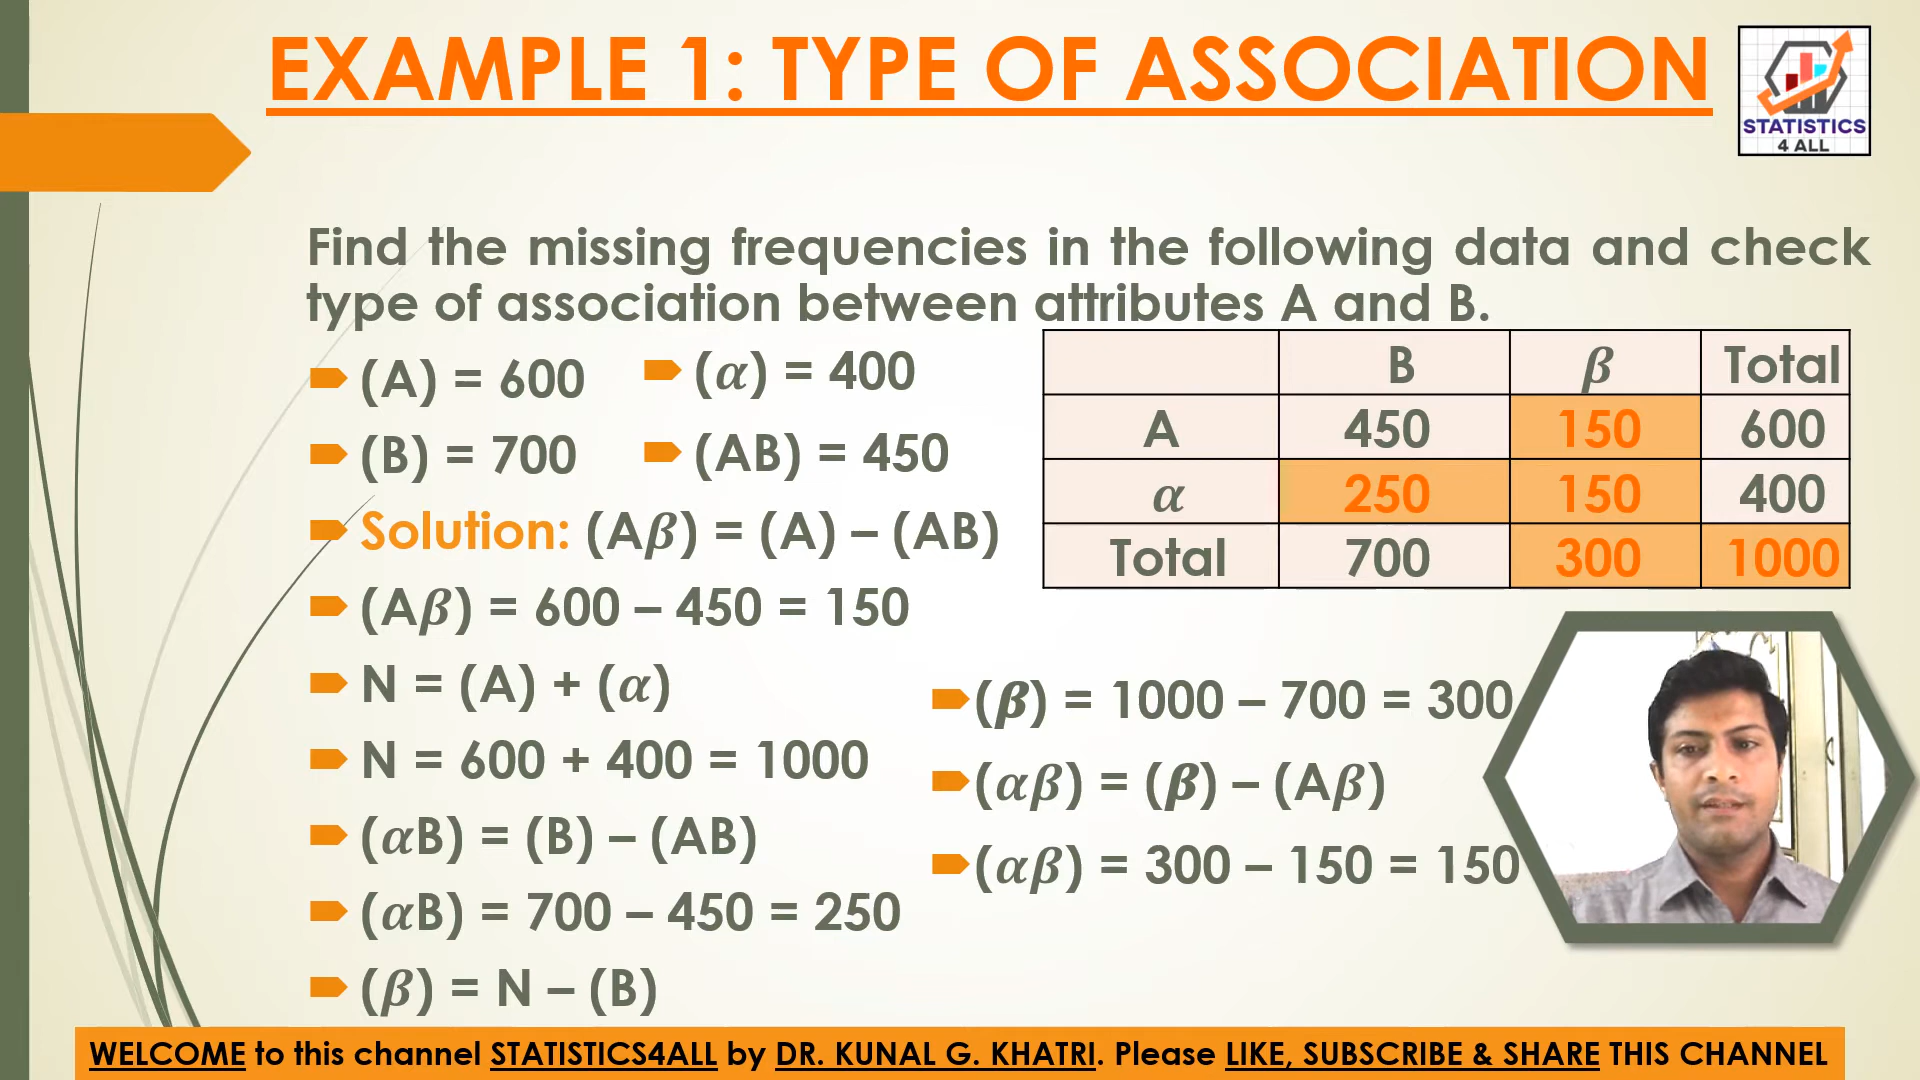 EXAMPLE 1: TYPE OF ASSOCIATION
STATISTICS
4 ALL
Find the missing frequencies in the following data and check
type of association between attributes A and B.
(A) = 600
(α) = 400
(B) = 700
(AB) = 450
Solution: (Aβ) = (A) – (AB)
(Aβ) = 600 – 450 = 150
N = (A) + (α)
N = 600 + 400 = 1000
(αB) = (B) – (AB)
(αB) = 700 – 450 = 250
(β) = N – (B)
B β Total
A 450 150 600
α 250 150 400
Total 700 300 1000
(β) = 1000 – 700 = 300
(αβ) = (β) – (Aβ)
(αβ) = 300 – 150 = 150
WELCOME to this channel STATISTICS4ALL by DR. KUNAL G. KHATRI. Please LIKE, SUBSCRIBE & SHARE THIS CHANNEL